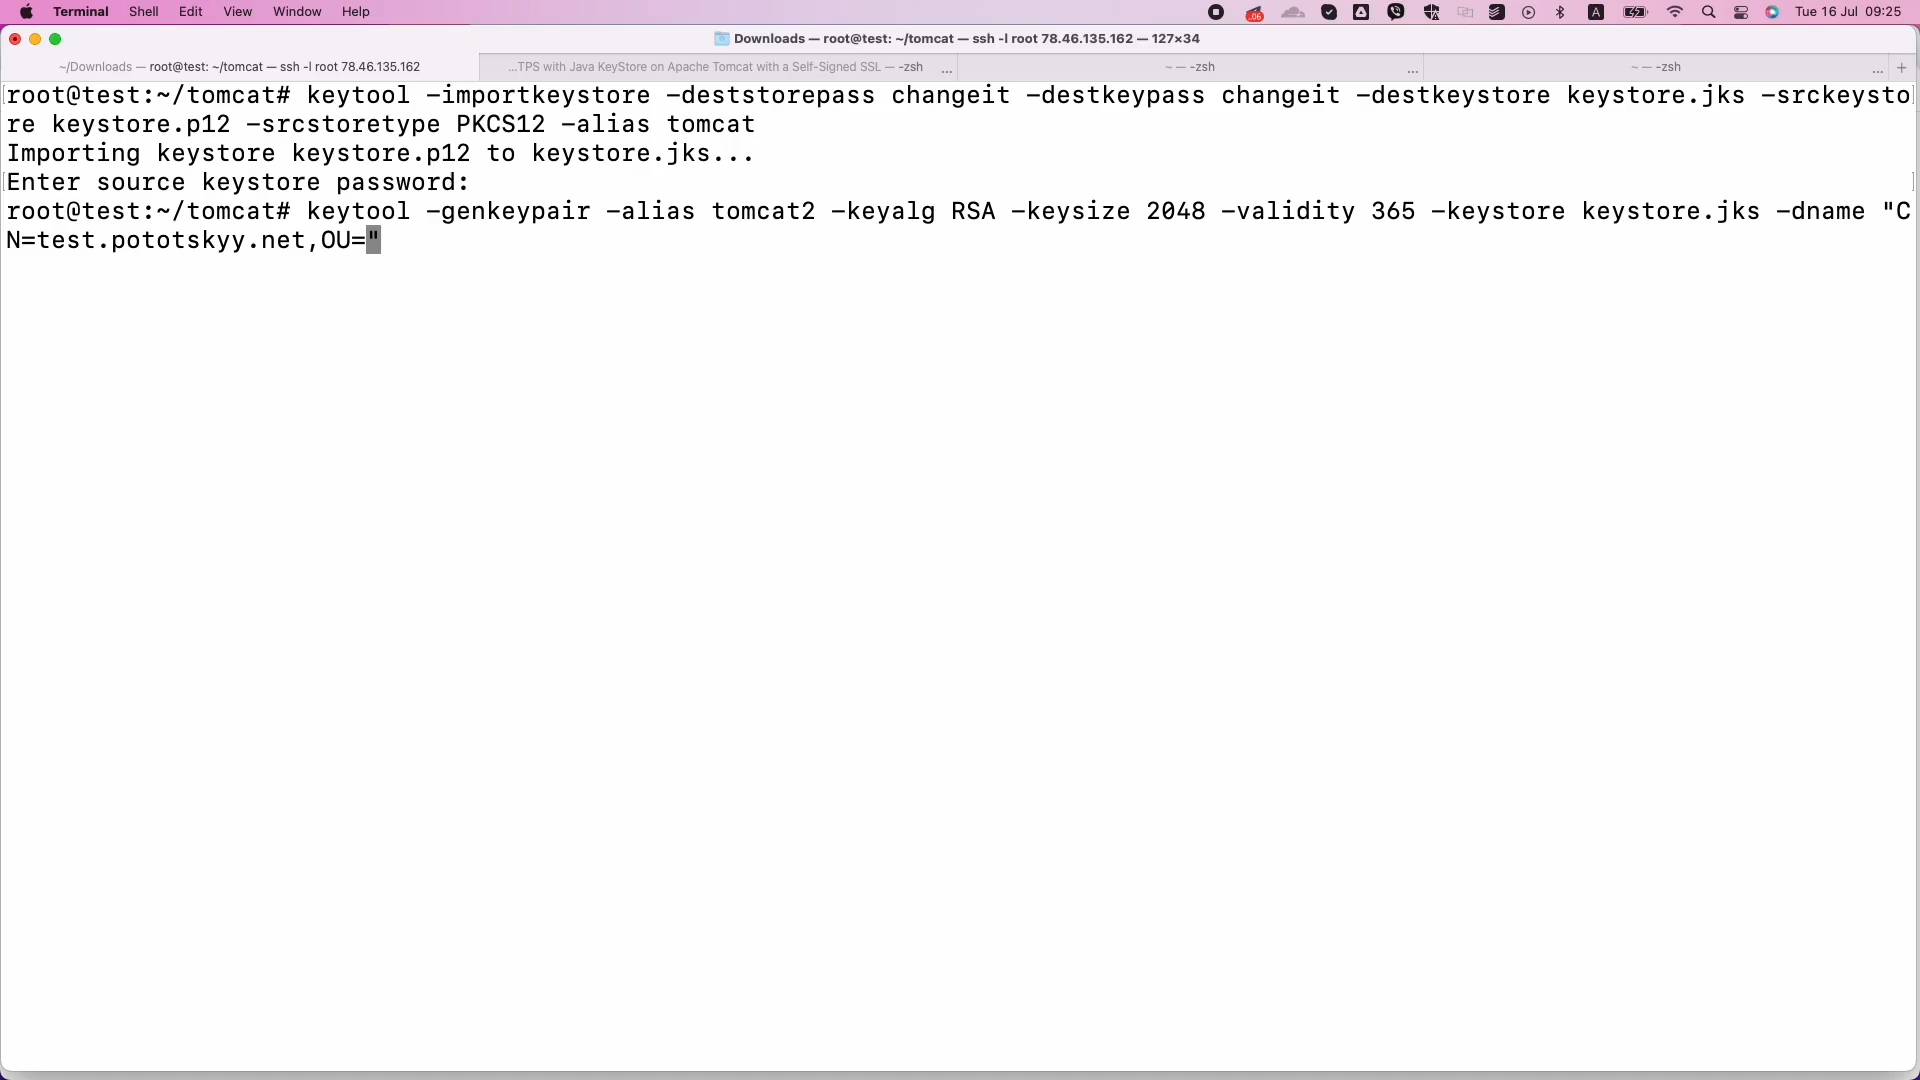 Terminal Shell Edit View Window Help Tue 16 Jul 09:25
Downloads — root@test: ~/tomcat — ssh -l root 78.46.135.162 — 127×34
~/Downloads — root@test: ~/tomcat — ssh -l root 78.46.135.162 ...TPS with Java KeyStore on Apache Tomcat with a Self-Signed SSL — -zsh ... ~ — -zsh ... ~ — -zsh ... +
root@test:~/tomcat# keytool -importkeystore -deststorepass changeit -destkeypass changeit -destkeystore keystore.jks -srckeysto
re keystore.p12 -srcstoretype PKCS12 -alias tomcat
Importing keystore keystore.p12 to keystore.jks...
Enter source keystore password:
root@test:~/tomcat# keytool -genkeypair -alias tomcat2 -keyalg RSA -keysize 2048 -validity 365 -keystore keystore.jks -dname "C
N=test.pototskyy.net,OU="